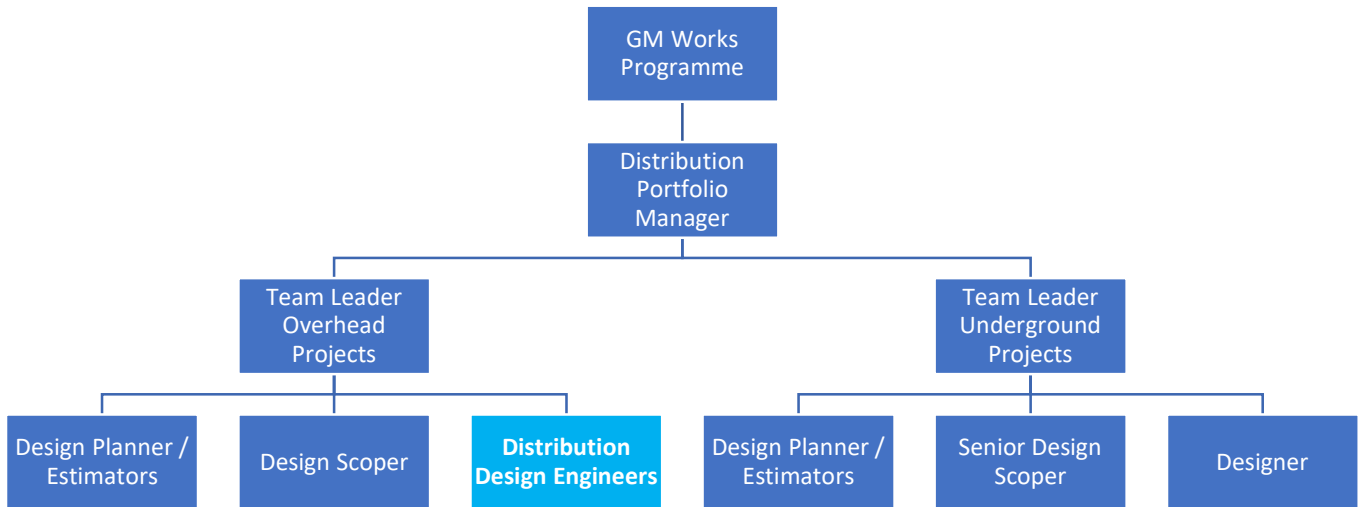 GM Works
Programme
Distribution
Portfolio
Manager
Team Leader
Overhead
Projects
Team Leader
Underground
Projects
Design Planner /
Estimators
Design Scoper
Distribution
Design Engineers
Design Planner /
Estimators
Senior Design
Scoper
Designer